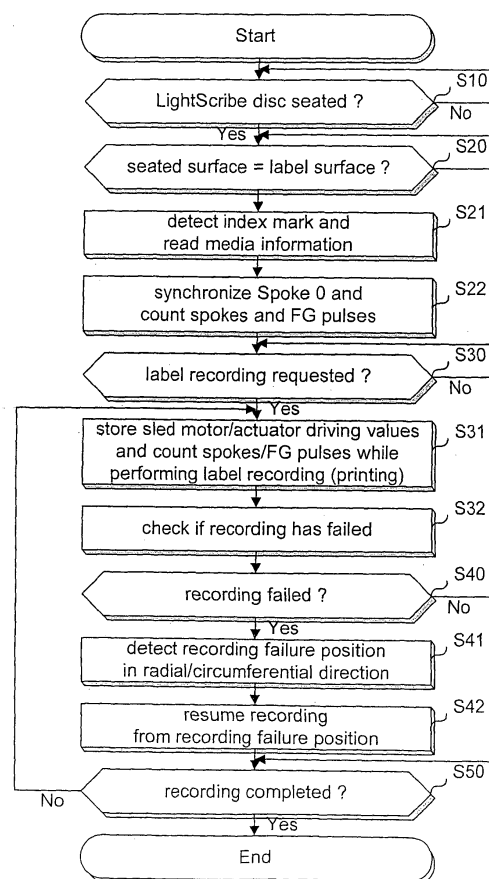 Start
S10
LightScribe disc seated ?
No
Yes
S20
seated surface = label surface ?
S21
detect index mark and
read media information
S22
synchronize Spoke 0 and
count spokes and FG pulses
S30
label recording requested ?
No
Yes
S31
store sled motor/actuator driving values
and count spokes/FG pulses while
performing label recording (printing)
S32
check if recording has failed
S40
recording failed ?
No
Yes
S41
detect recording failure position
in radial/circumferential direction
S42
resume recording
from recording failure position
S50
recording completed ?
No
Yes
End